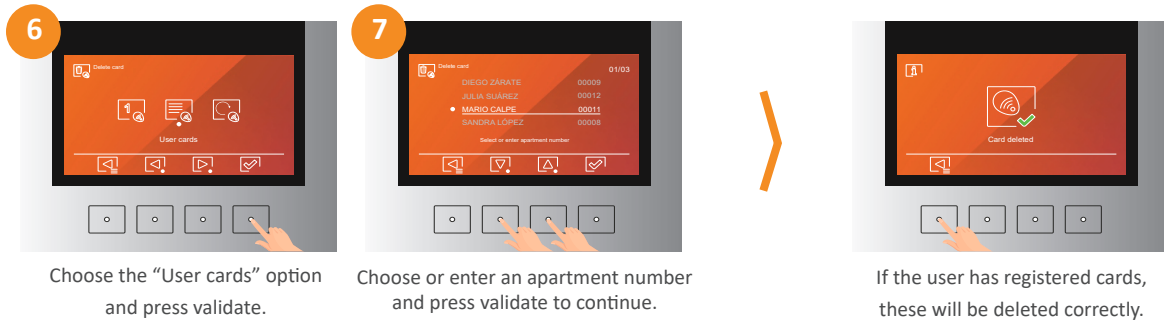 6
7
Delete card
1
User cards
Delete card
01/03
DIEGO ZÁRATE 00009
JULIA SUÁREZ 00012
MARIO CALPE 00011
SANDRA LÓPEZ 00008
Select or enter apartment number
Card deleted
Choose the “User cards” option
and press validate.
Choose or enter an apartment number
and press validate to continue.
If the user has registered cards,
these will be deleted correctly.